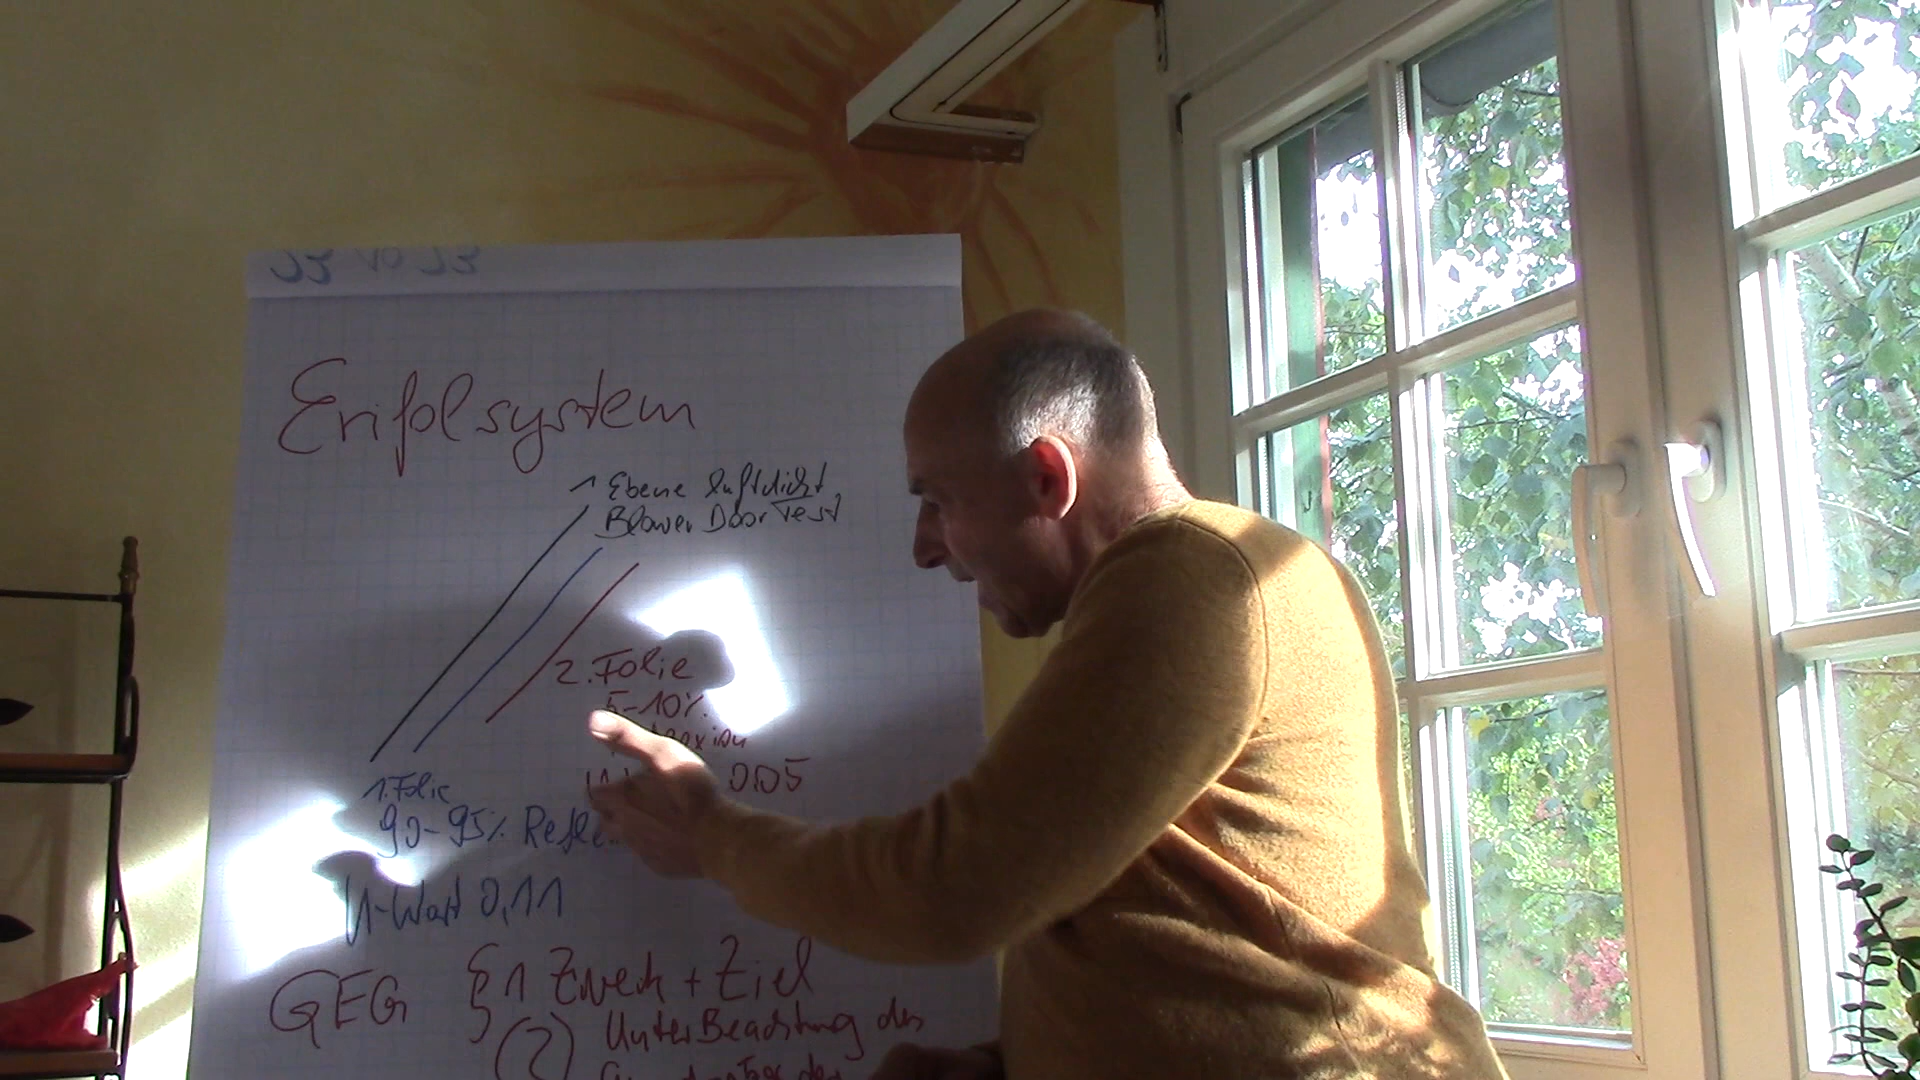 Erifolsystem
1 Ebene luftdicht
Blower Door Test
2. Folie
5-10%
0,05
1. Folie
90-95% Refle
U-Wert 0,11
GEG § 1 Zweck + Ziel
(2) Unter Beachtung des